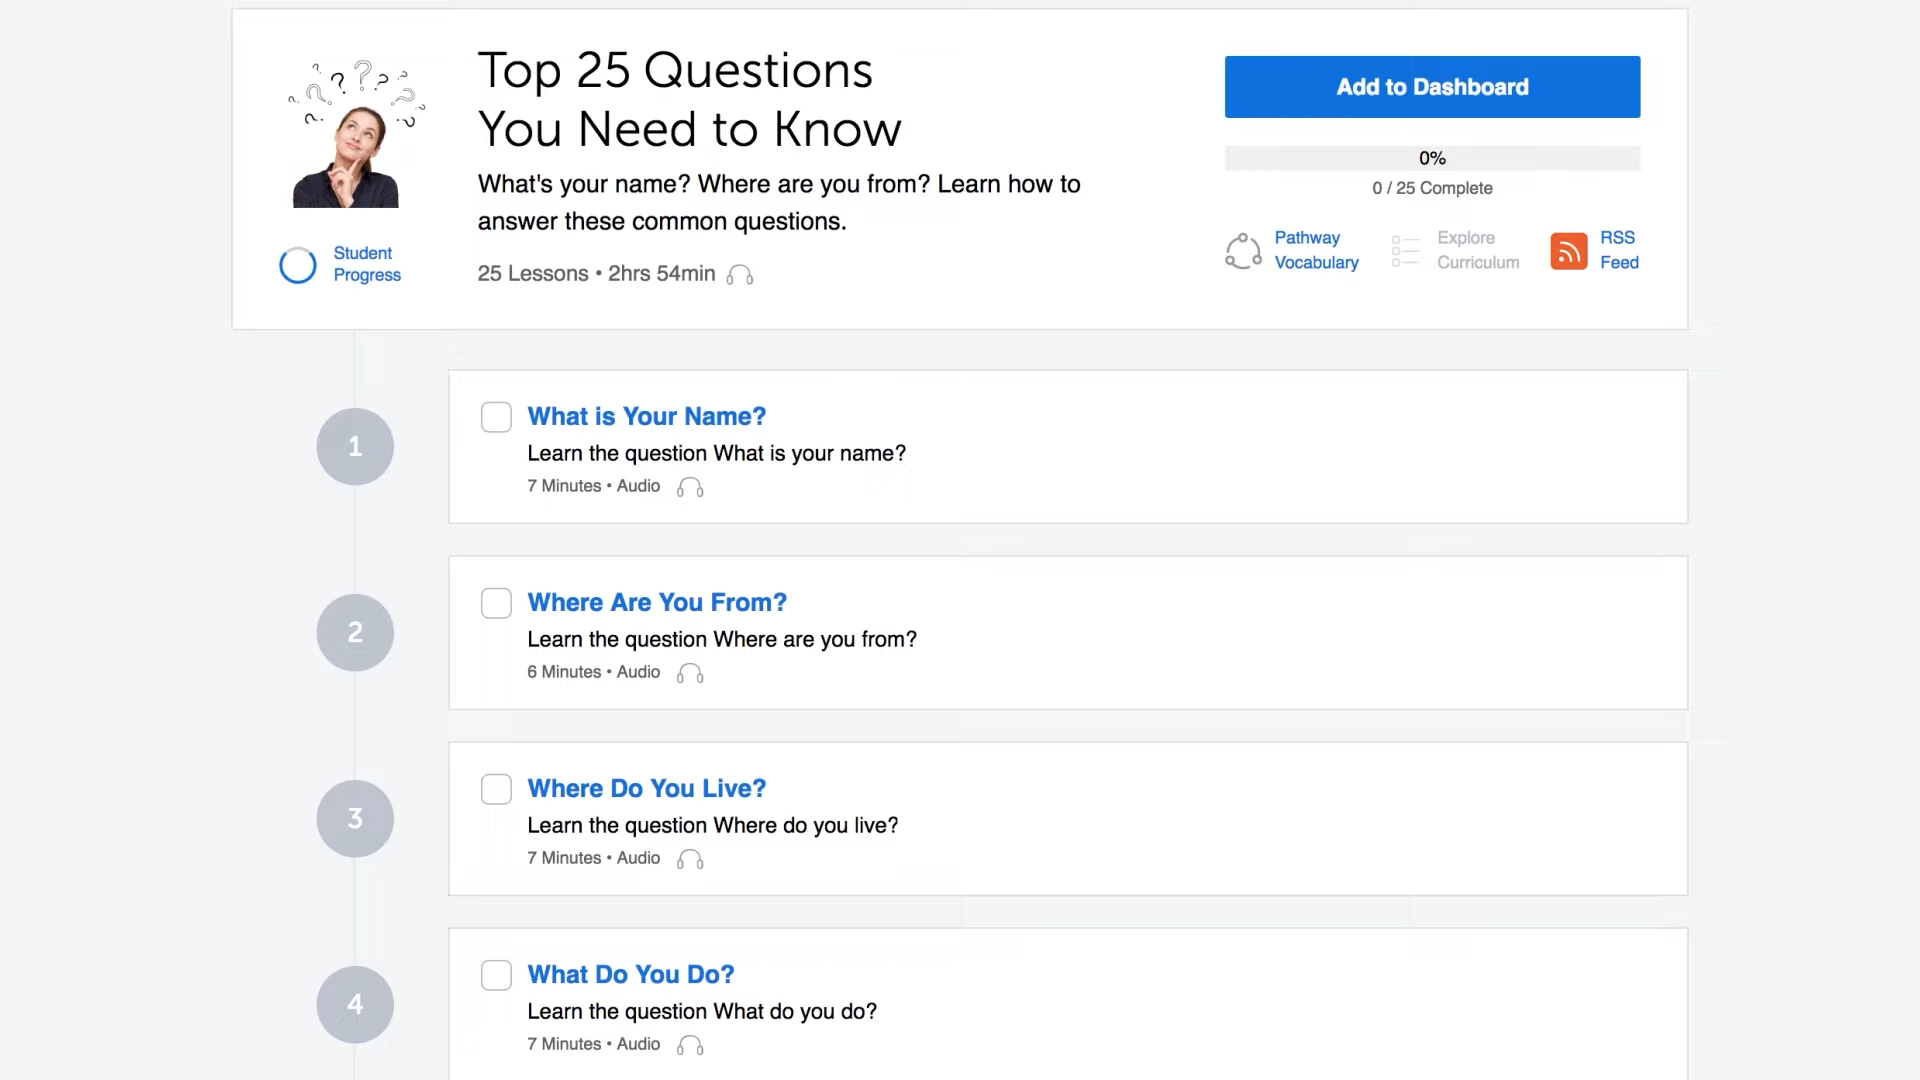 Top 25 Questions
You Need to Know
What's your name? Where are you from? Learn how to
answer these common questions.
25 Lessons • 2hrs 54min
Student
Progress
Add to Dashboard
0%
0 / 25 Complete
Pathway
Vocabulary
Explore
Curriculum
RSS
Feed
1
What is Your Name?
Learn the question What is your name?
7 Minutes • Audio
2
Where Are You From?
Learn the question Where are you from?
6 Minutes • Audio
3
Where Do You Live?
Learn the question Where do you live?
7 Minutes • Audio
4
What Do You Do?
Learn the question What do you do?
7 Minutes • Audio